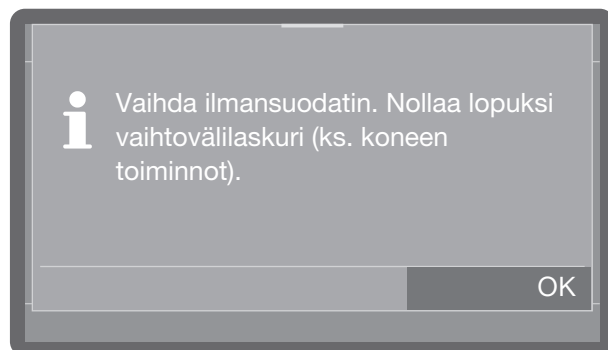 Vaihda ilmansuodatin. Nollaa lopuksi
vaihtovälilaskuri (ks. koneen
toiminnot).
OK